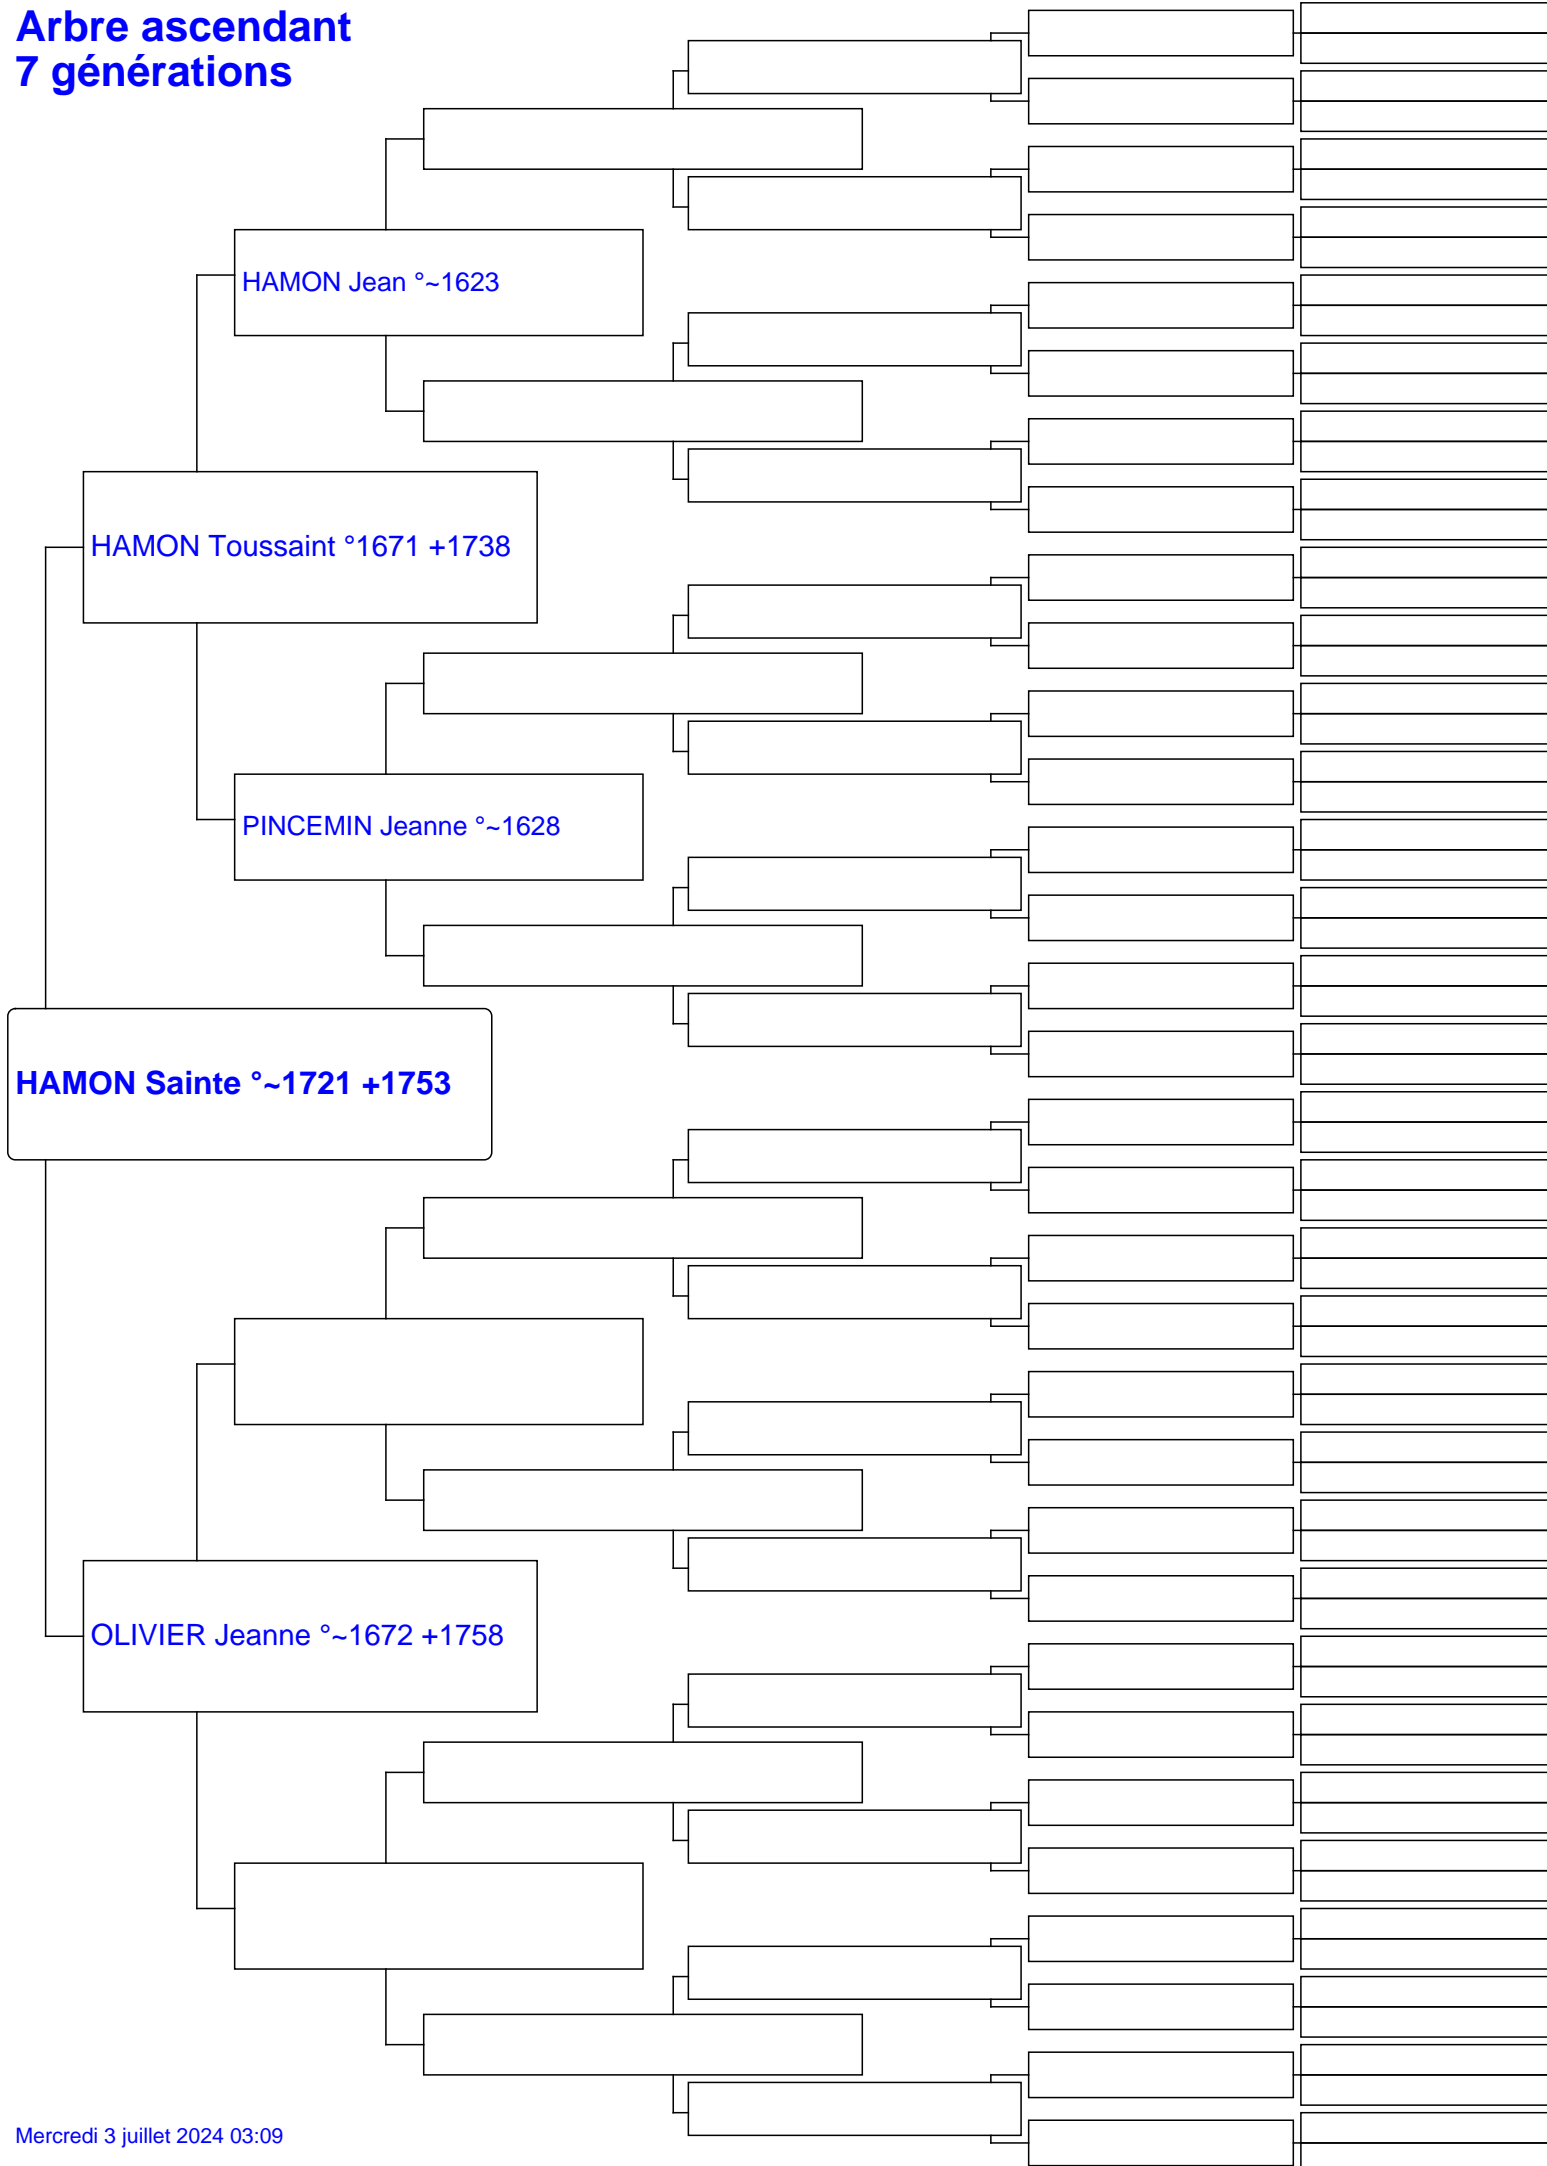 Arbre ascendant
7 générations
HAMON Jean °~1623
HAMON Toussaint °1671 +1738
PINCEMIN Jeanne °~1628
HAMON Sainte °~1721 +1753
OLIVIER Jeanne °~1672 +1758
Mercredi 3 juillet 2024 03:09